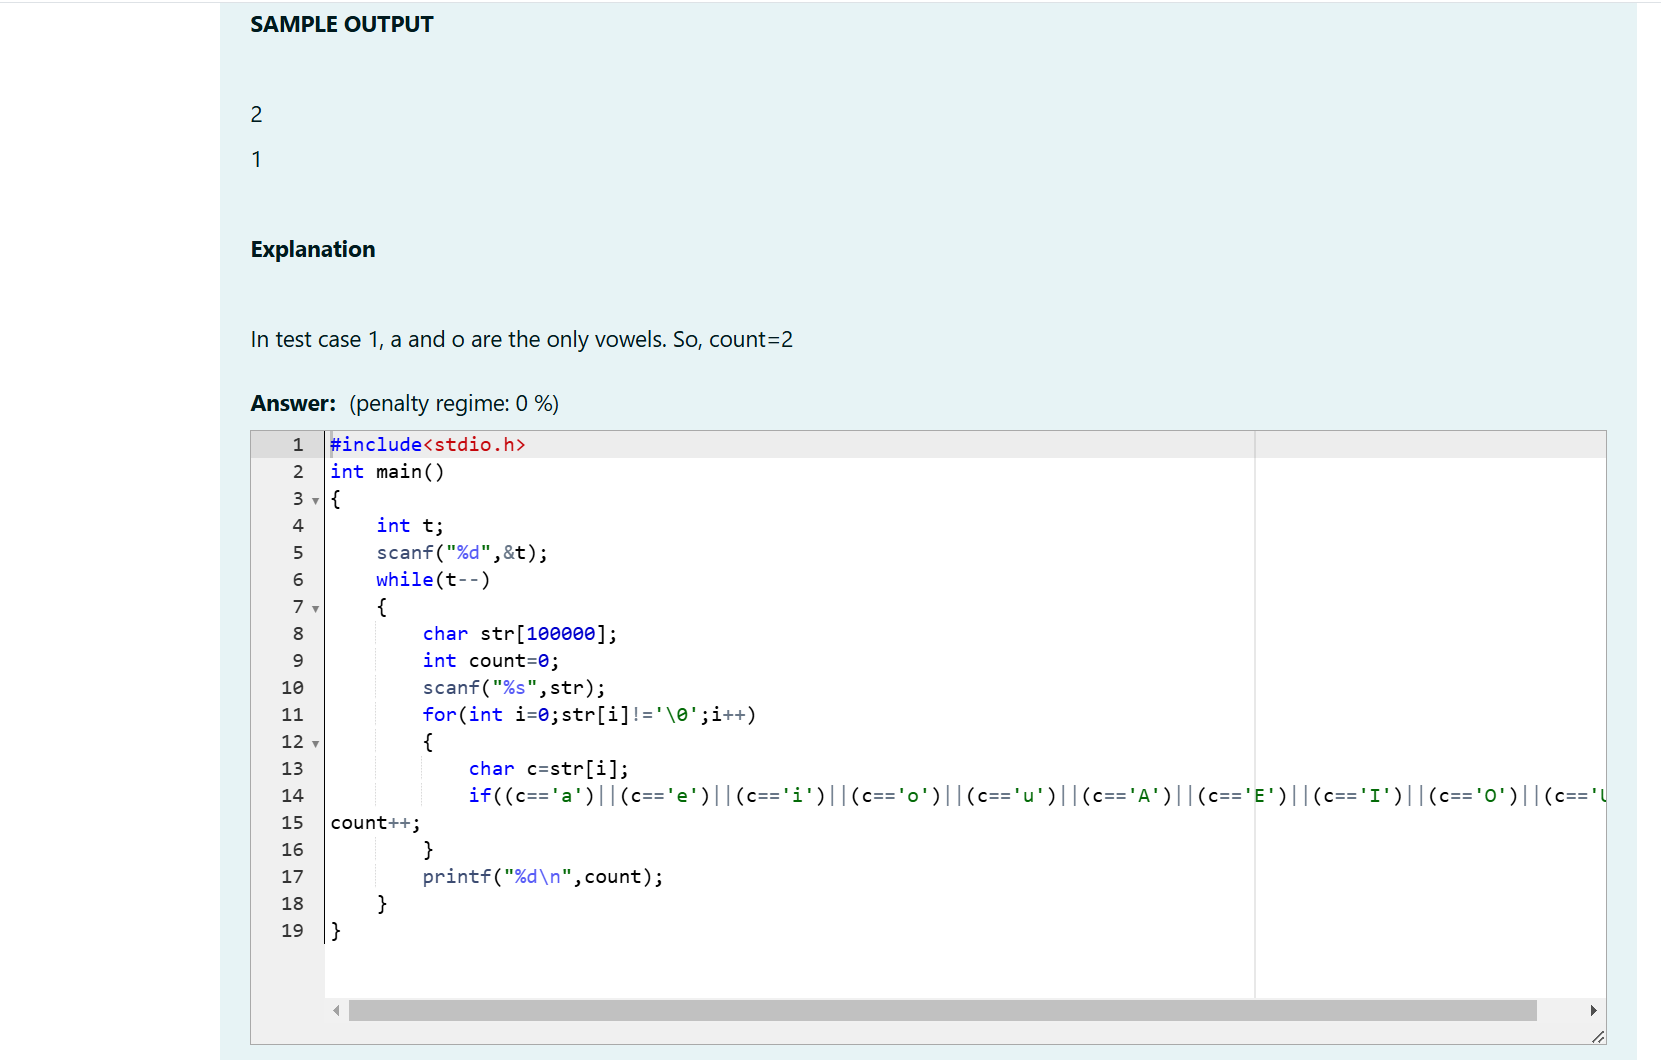 SAMPLE OUTPUT
2
1
Explanation
In test case 1, a and o are the only vowels. So, count=2
Answer: (penalty regime: 0 %)
1 #include<stdio.h>
2 int main()
3 {
4 int t;
5 scanf("%d",&t);
6 while(t--)
7 {
8 char str[100000];
9 int count=0;
10 scanf("%s",str);
11 for(int i=0;str[i]!='\0';i++)
12 {
13 char c=str[i];
14 if((c=='a')||(c=='e')||(c=='i')||(c=='o')||(c=='u')||(c=='A')||(c=='E')||(c=='I')||(c=='O')||(c=='
15 count++;
16 }
17 printf("%d\n",count);
18 }
19 }